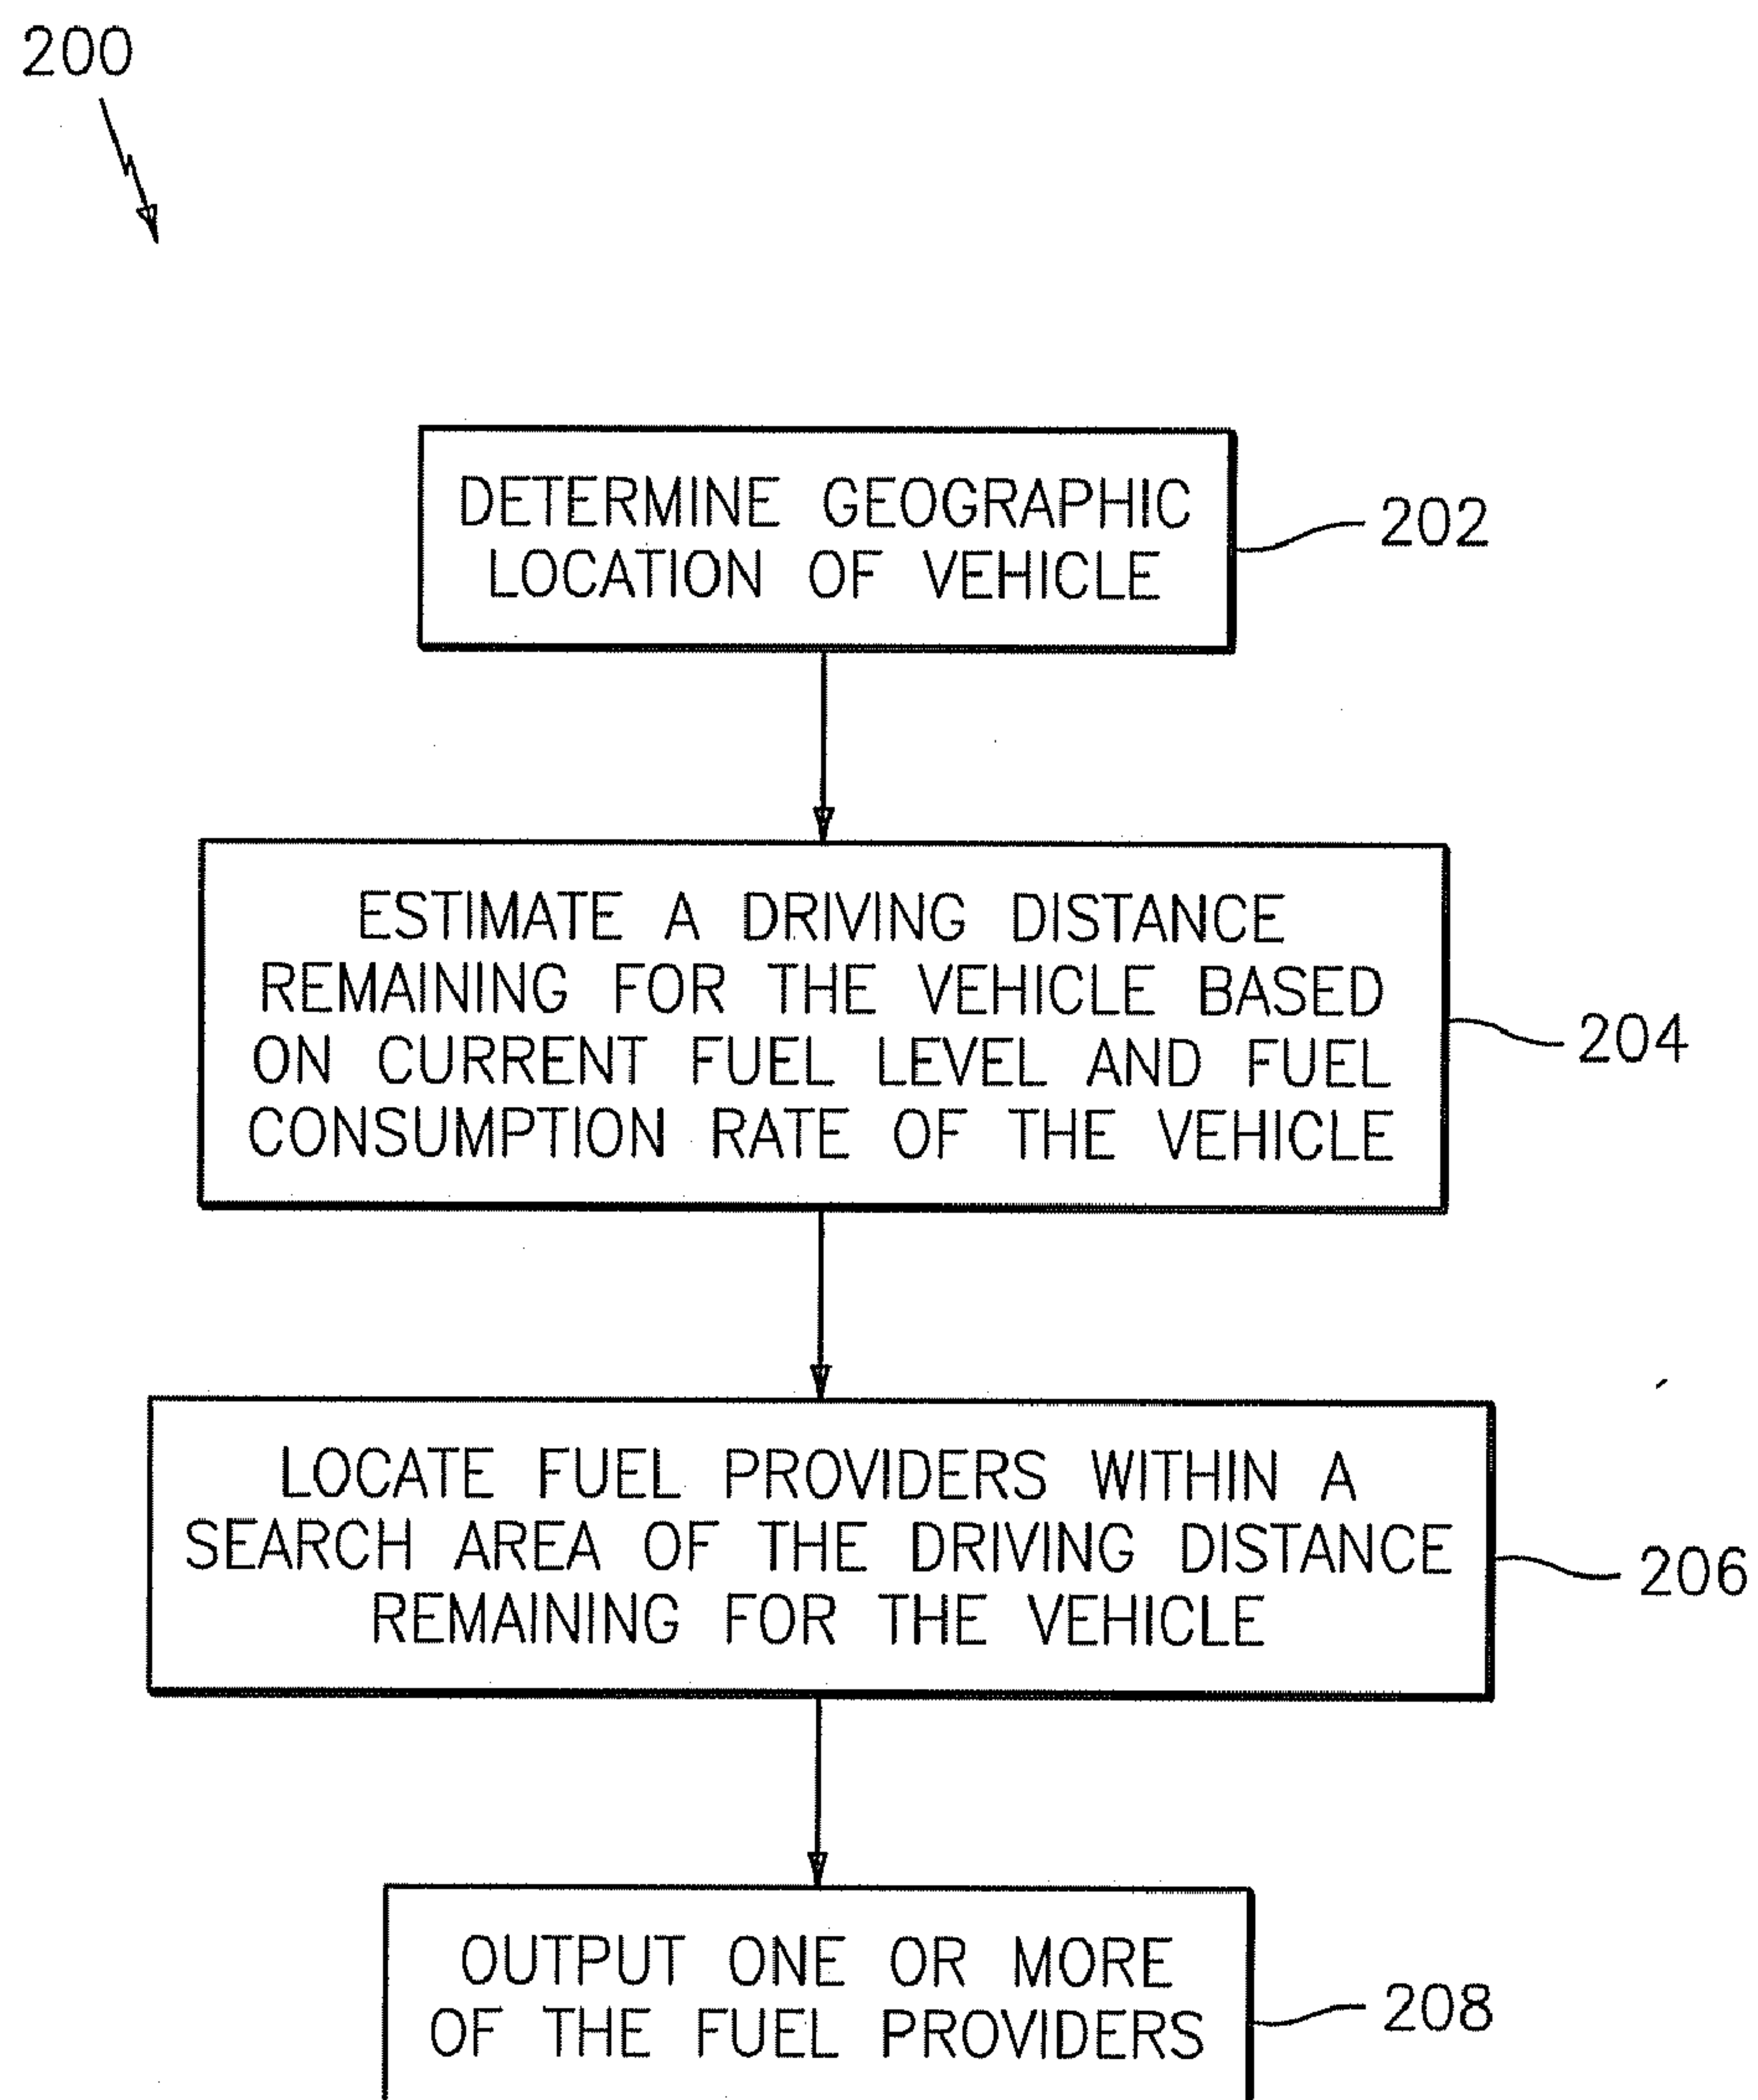 200
DETERMINE GEOGRAPHIC
LOCATION OF VEHICLE
202
ESTIMATE A DRIVING DISTANCE
REMAINING FOR THE VEHICLE BASED
ON CURRENT FUEL LEVEL AND FUEL
CONSUMPTION RATE OF THE VEHICLE
204
LOCATE FUEL PROVIDERS WITHIN A
SEARCH AREA OF THE DRIVING DISTANCE
REMAINING FOR THE VEHICLE
206
OUTPUT ONE OR MORE
OF THE FUEL PROVIDERS
208